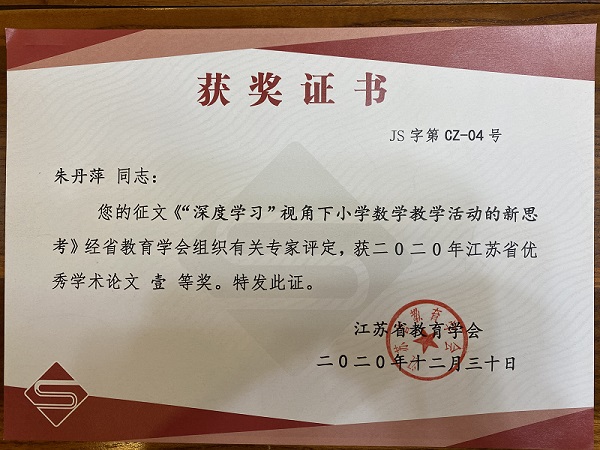 获奖证书
JS字第 CZ-04 号
朱丹萍 同志：
您的征文《“深度学习”视角下小学数学教学活动的新思
考》经省教育学会组织有关专家评定，获二〇二〇年江苏省优
秀学术论文 壹 等奖。特发此证。
江苏省教育学会
二〇二〇年十二月三十日